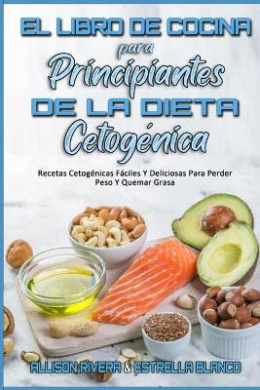 EL LIBRO DE COCINA
para
Principiantes
DE LA DIETA
Cetogénica
Recetas Cetogénicas Fáciles Y Deliciosas Para Perder
Peso Y Quemar Grasa
ALLISON RIVERA & ESTRELLA BLANCO